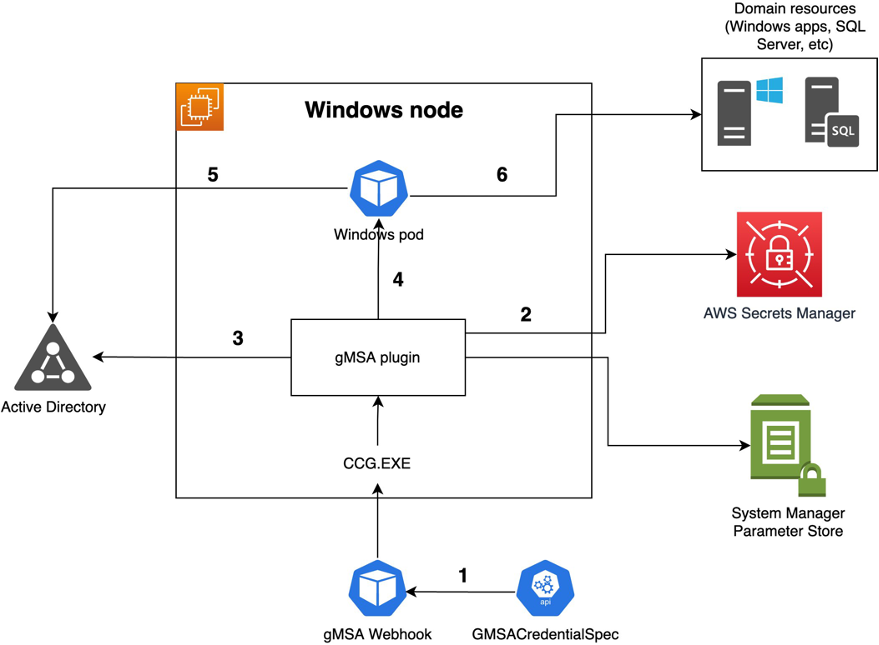 Domain resources
(Windows apps, SQL
Server, etc)
Windows node
SQL
5
6
Windows pod
4
2
AWS Secrets Manager
3
gMSA plugin
Active Directory
CCG.EXE
System Manager
Parameter Store
1
api
gMSA Webhook
GMSACredentialSpec